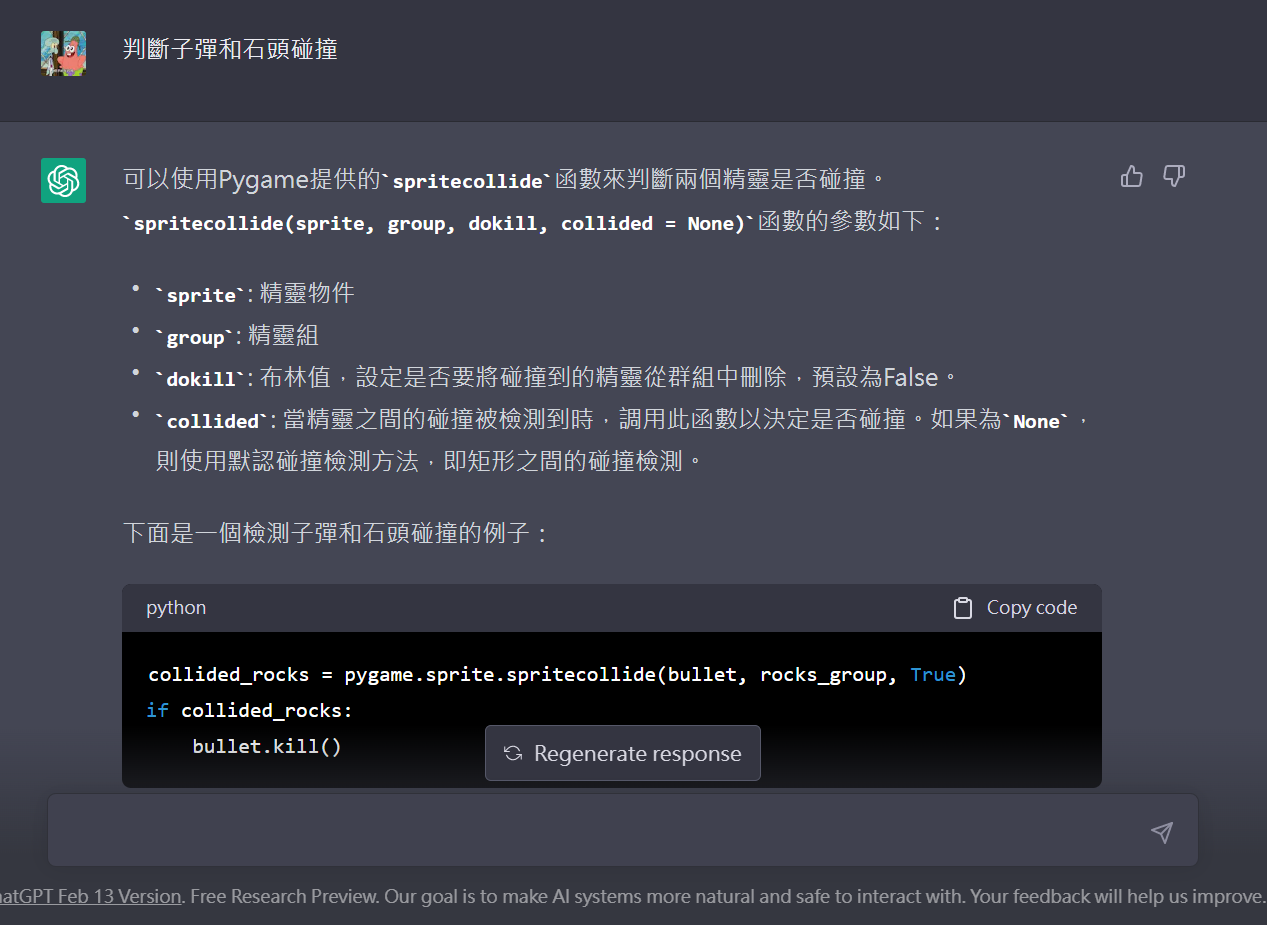 判斷子彈和石頭碰撞
可以使用Pygame提供的`spritecollide`函數來判斷兩個精靈是否碰撞。
`spritecollide(sprite, group, dokill, collided = None)`函數的參數如下：
• `sprite`: 精靈物件
• `group`: 精靈組
• `dokill`: 布林值，設定是否要將碰撞到的精靈從群組中刪除，預設為False。
• `collided`: 當精靈之間的碰撞被檢測到時，調用此函數以決定是否碰撞。如果為`None`，
則使用默認碰撞檢測方法，即矩形之間的碰撞檢測。
下面是一個檢測子彈和石頭碰撞的例子：
python
Copy code
collided_rocks = pygame.sprite.spritecollide(bullet, rocks_group, True)
if collided_rocks:
bullet.kill()
Regenerate response
hatGPT Feb 13 Version. Free Research Preview. Our goal is to make AI systems more natural and safe to interact with. Your feedback will help us improve.